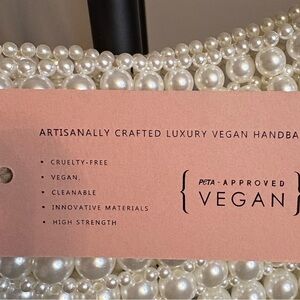 ARTISANALLY CRAFTED LUXURY VEGAN HANDBA
• CRUELTY-FREE
• VEGAN.
• CLEANABLE
• INNOVATIVE MATERIALS
• HIGH STRENGTH
{ PETA - APPROVED
VEGAN }